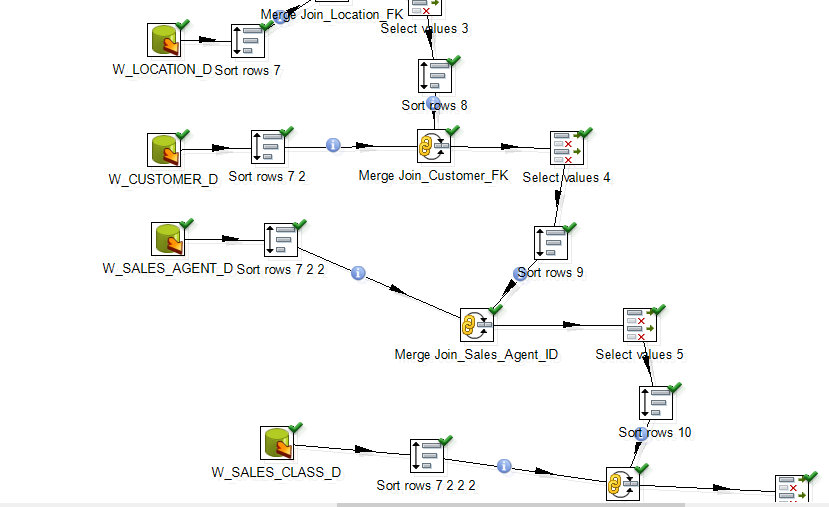 Merge Join_Location_FK
Select values 3
W_LOCATION_D
Sort rows 7
Sort rows 8
W_CUSTOMER_D
Sort rows 7 2
Merge Join_Customer_FK
Select values 4
W_SALES_AGENT_D
Sort rows 7 2 2
Sort rows 9
Merge Join_Sales_Agent_ID
Select values 5
Sort rows 10
W_SALES_CLASS_D
Sort rows 7 2 2 2